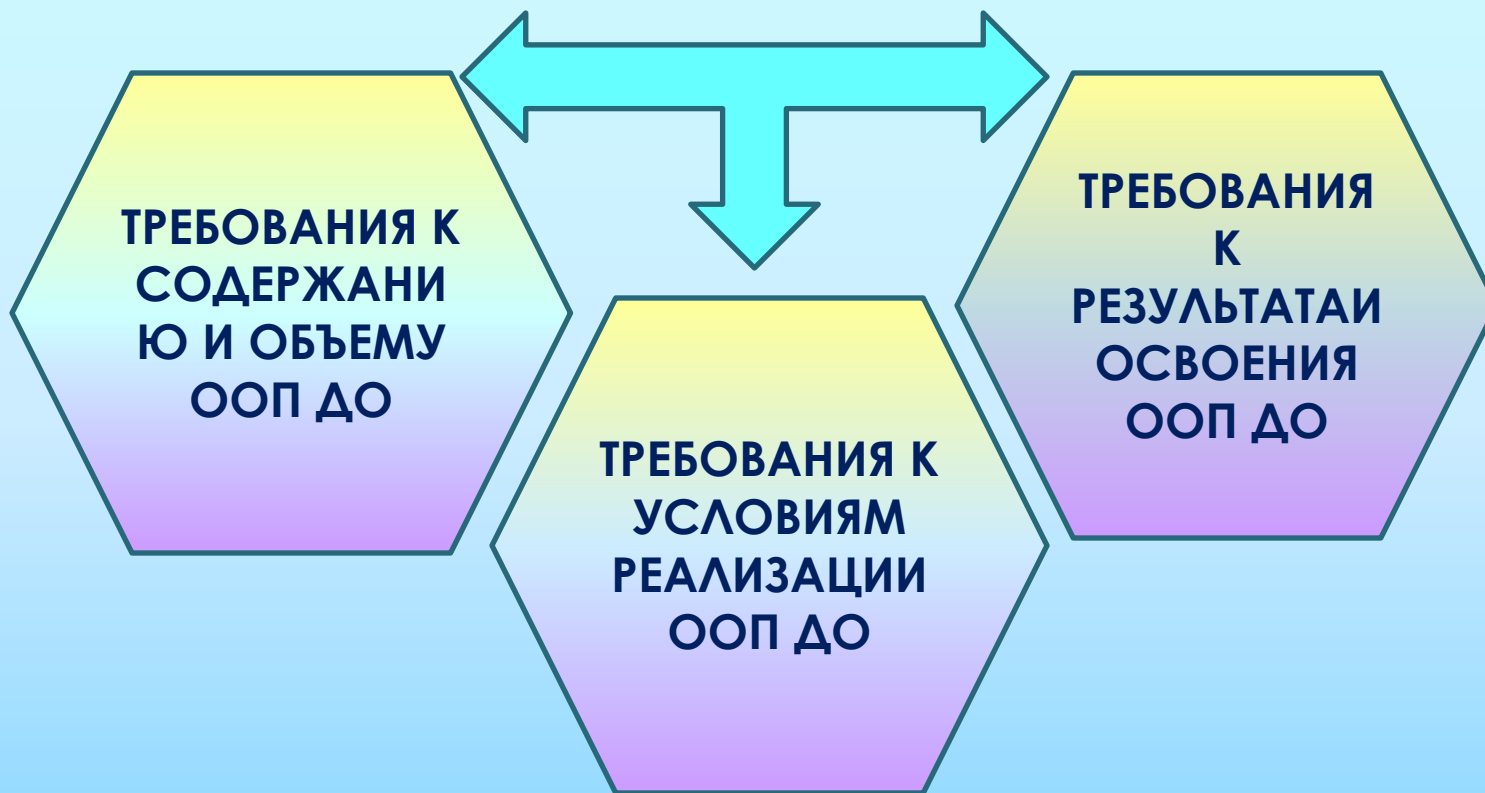 ТРЕБОВАНИЯ К
СОДЕРЖАНИ
Ю И ОБЪЕМУ
ООП ДО
ТРЕБОВАНИЯ К
УСЛОВИЯМ
РЕАЛИЗАЦИИ
ООП ДО
ТРЕБОВАНИЯ
К
РЕЗУЛЬТАТАИ
ОСВОЕНИЯ
ООП ДО